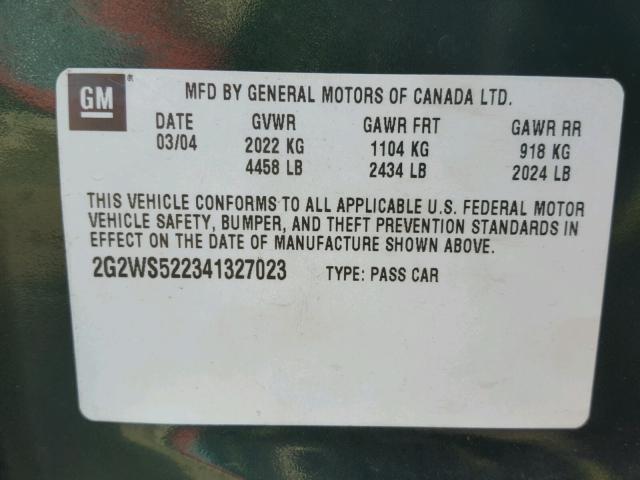 GM ® MFD BY GENERAL MOTORS OF CANADA LTD.
DATE GVWR GAWR FRT GAWR RR
03/04 2022 KG 1104 KG 918 KG
4458 LB 2434 LB 2024 LB
THIS VEHICLE CONFORMS TO ALL APPLICABLE U.S. FEDERAL MOTOR
VEHICLE SAFETY, BUMPER, AND THEFT PREVENTION STANDARDS IN
EFFECT ON THE DATE OF MANUFACTURE SHOWN ABOVE.
2G2WS522341327023 TYPE: PASS CAR